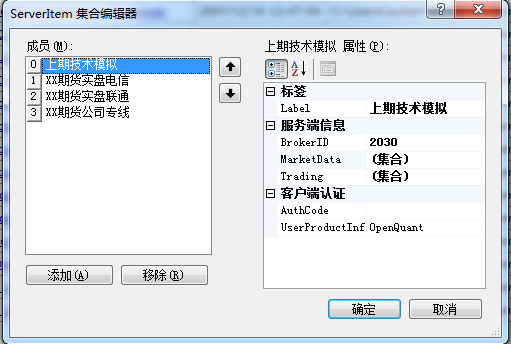 ServerItem 集合编辑器
成员(M):
0 上期技术模拟
1 XX期货实盘电信
2 XX期货实盘联通
3 XX期货公司专线
添加(A) 移除(R)
上期技术模拟 属性(P):
标签
Label 上期技术模拟
服务端信息
BrokerID 2030
MarketData (集合)
Trading (集合)
客户端认证
AuthCode
UserProductInf OpenQuant
确定 取消